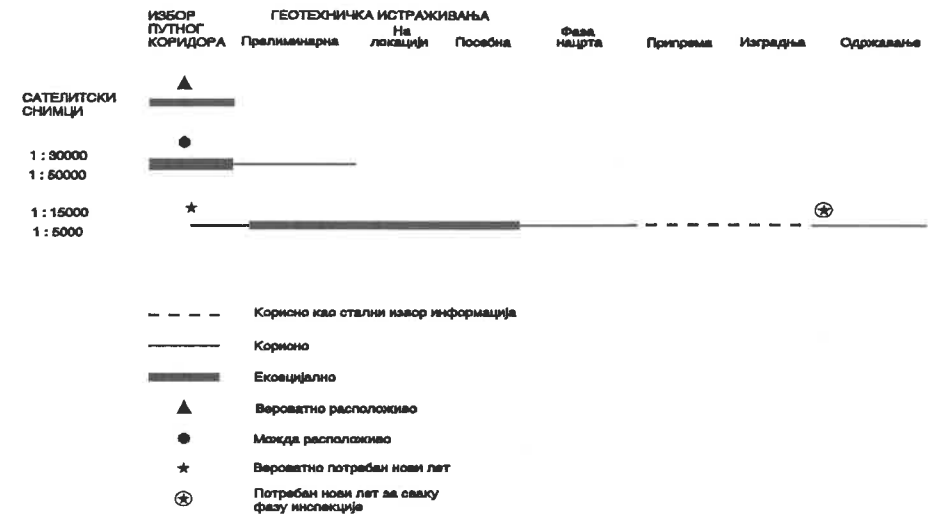 ИЗБОР
ПУТНОГ
КОРИДОРА
ГЕОТЕХНИЧКА ИСТРАЖИВАЊА
Прелиминарна
На
локацији
Посебна
Фаза
нацрта
Припрема
Изградња
Одржавање
САТЕЛИТСКИ
СНИМЦИ
1 : 30000
1 : 50000
1 : 15000
1 : 5000
Корисно као стални извор информација
Корисно
Ексецијално
Вероватно расположиво
Можда расположиво
Вероватно потребан нови лет
Потребан нови лет за сваку
фазу инспекције